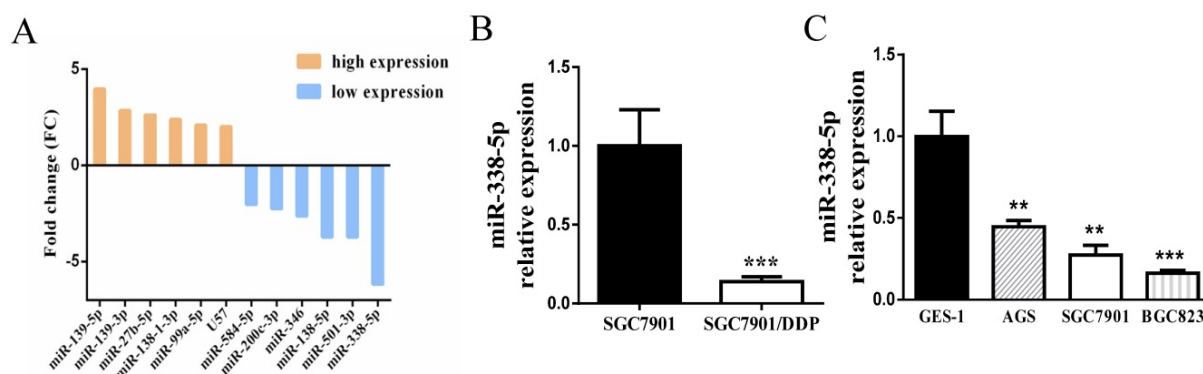 A
high expression
low expression
Fold change (FC)
5
0
-5
miR-139-5p
miR-139-3p
miR-27b-5p
miR-138-1-3p
miR-99a-5p
U57
miR-584-5p
miR-200c-3p
miR-346
miR-138-5p
miR-501-3p
miR-338-5p
B
miR-338-5p
relative expression
1.5
1.0
0.5
0.0
***
SGC7901
SGC7901/DDP
C
miR-338-5p
relative expression
1.5
1.0
0.5
0.0
**
**
***
GES-1
AGS
SGC7901
BGC823